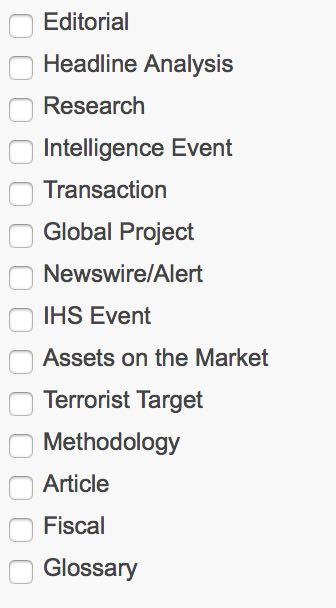 Editorial
Headline Analysis
Research
Intelligence Event
Transaction
Global Project
Newswire/Alert
IHS Event
Assets on the Market
Terrorist Target
Methodology
Article
Fiscal
Glossary